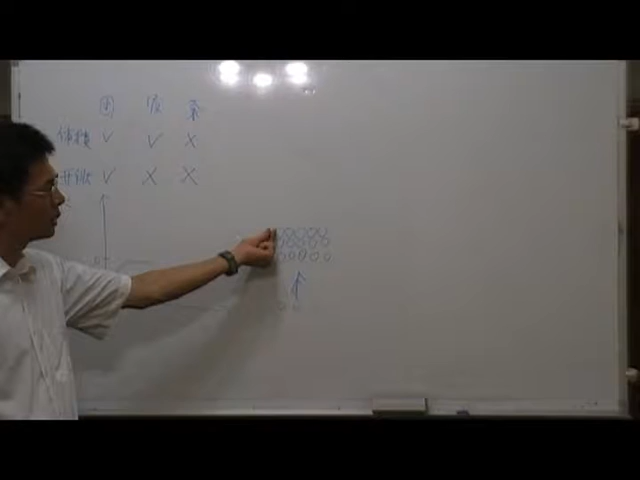 固 液 气
体积 ✓ ✓ ✗
形状 ✓ ✗ ✗